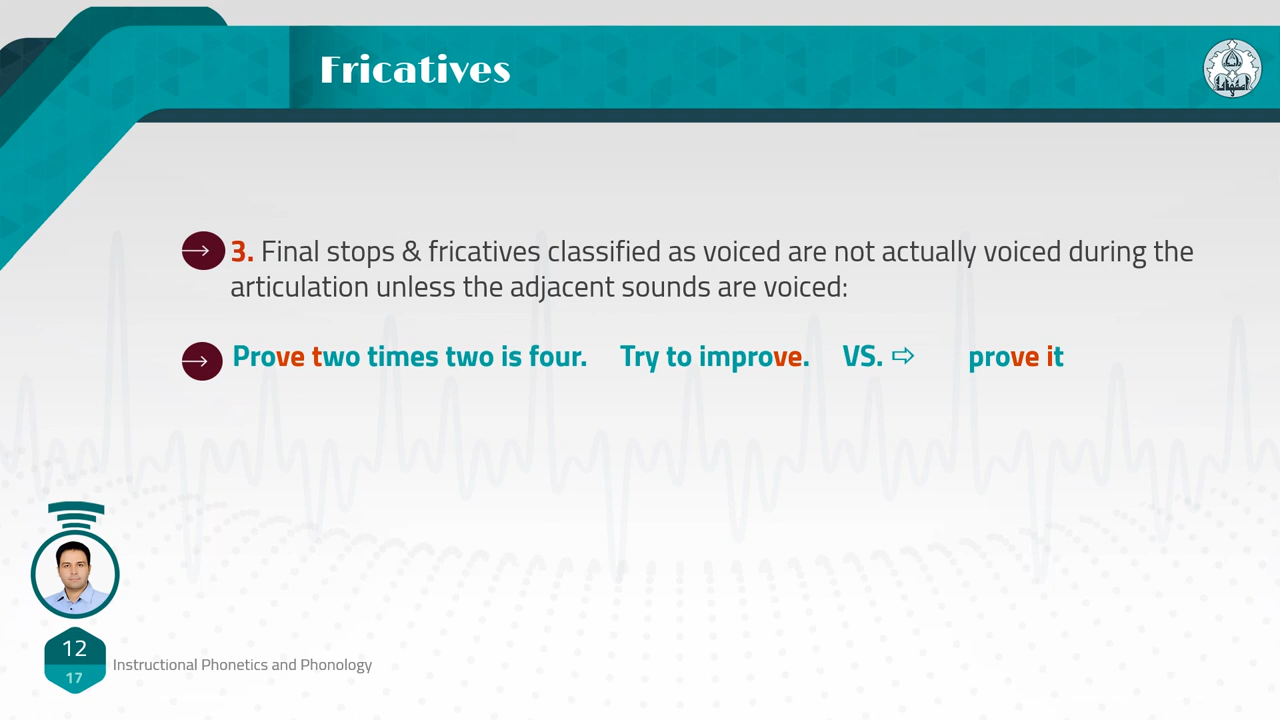 Fricatives
اصفهان
3. Final stops & fricatives classified as voiced are not actually voiced during the
articulation unless the adjacent sounds are voiced:
Prove two times two is four. Try to improve. VS. ⇨ prove it
12
17
Instructional Phonetics and Phonology